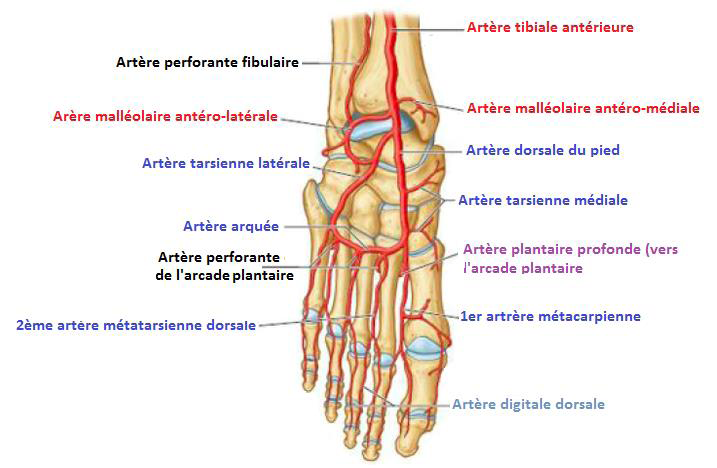 Artère tibiale antérieure
Artère perforante fibulaire
Artère malléolaire antéro-médiale
Arère malléolaire antéro-latérale
Artère dorsale du pied
Artère tarsienne latérale
Artère tarsienne médiale
Artère arquée
Artère plantaire profonde (vers
l'arcade plantaire
Artère perforante
de l'arcade plantaire
1er artrère métacarpienne
2ème artère métatarsienne dorsale
Artère digitale dorsale